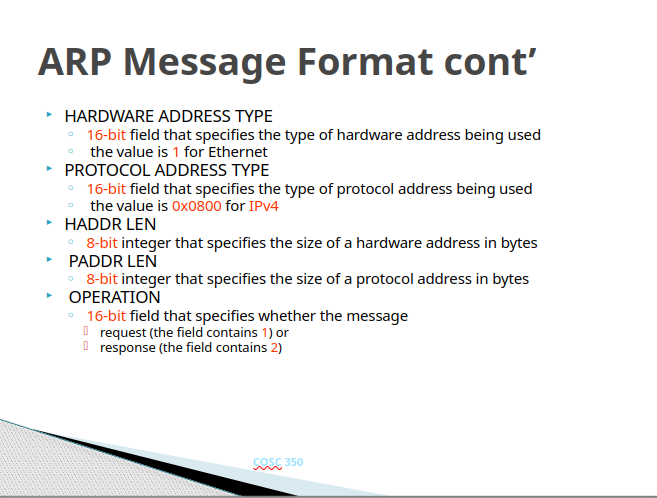 ARP Message Format cont’
HARDWARE ADDRESS TYPE
16-bit field that specifies the type of hardware address being used
the value is 1 for Ethernet
PROTOCOL ADDRESS TYPE
16-bit field that specifies the type of protocol address being used
the value is 0x0800 for IPv4
HADDR LEN
8-bit integer that specifies the size of a hardware address in bytes
PADDR LEN
8-bit integer that specifies the size of a protocol address in bytes
OPERATION
16-bit field that specifies whether the message
request (the field contains 1) or
response (the field contains 2)
COSC 350